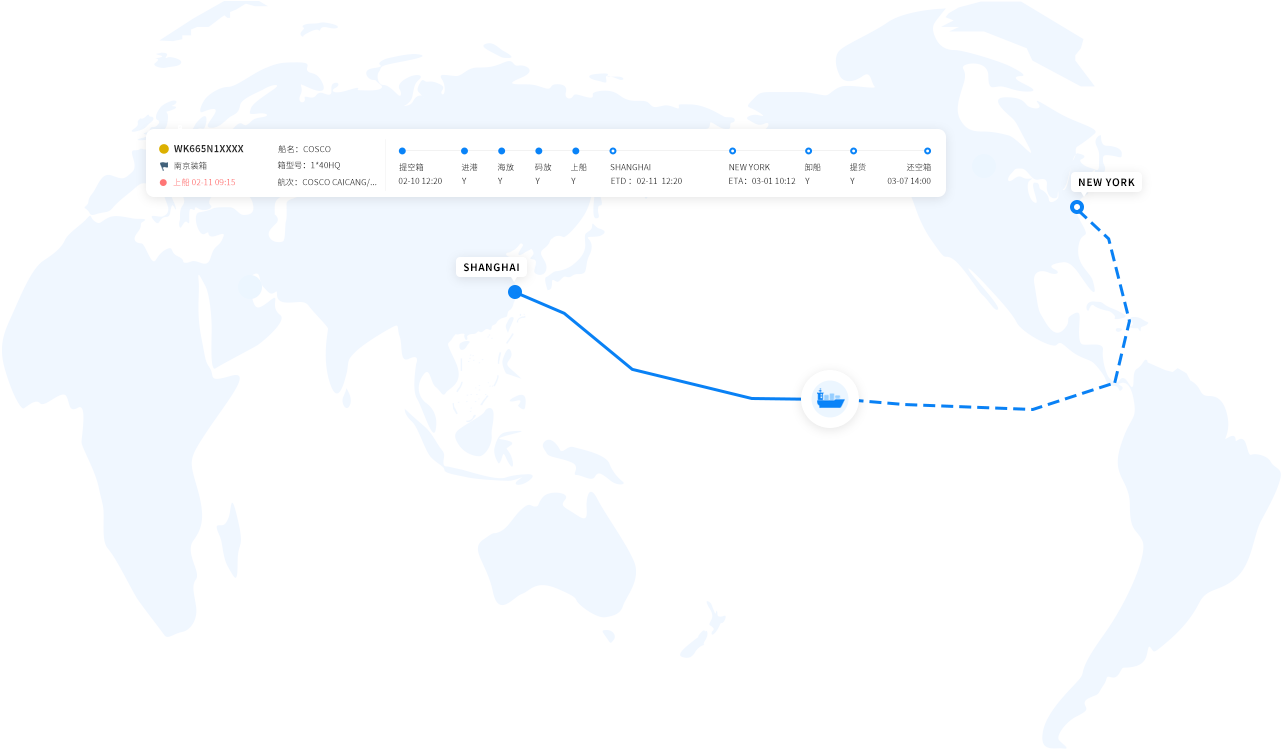 WK665N1XXXX
南京装箱
上船 02-11 09:15
船名：COSCO
箱型号：1*40HQ
航次：COSCO CAICANG/...
提空箱
02-10 12:20
进港
Y
海放
Y
码放
Y
上船
Y
SHANGHAI
ETD： 02-11 12:20
NEW YORK
ETA：03-01 10:12
卸船
Y
提货
Y
还空箱
03-07 14:00
NEW YORK
SHANGHAI